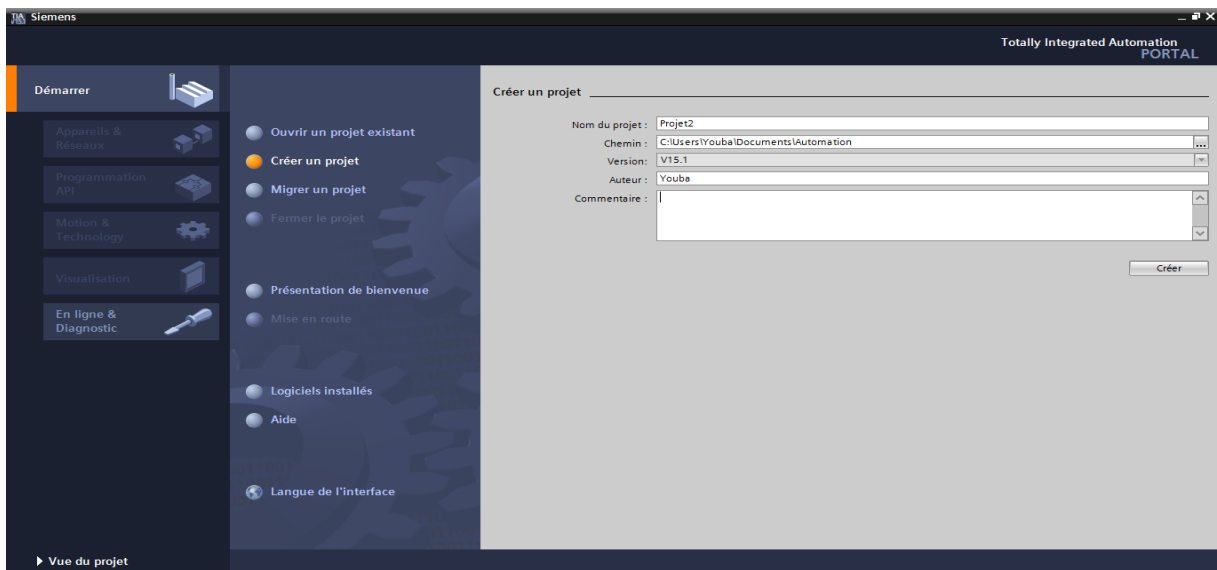 Siemens
Totally Integrated Automation
PORTAL
Démarrer
Appareils &
Réseaux
Programmation
API
Motion &
Technology
Visualisation
En ligne &
Diagnostic
Vue du projet
Ouvrir un projet existant
Créer un projet
Migrer un projet
Fermer le projet
Présentation de bienvenue
Mise en route
Logiciels installés
Aide
Langue de l'interface
Créer un projet
Nom du projet : Projet2
Chemin : C:\Users\Youba\Documents\Automation ...
Version: V15.1
Auteur : Youba
Commentaire :
Créer